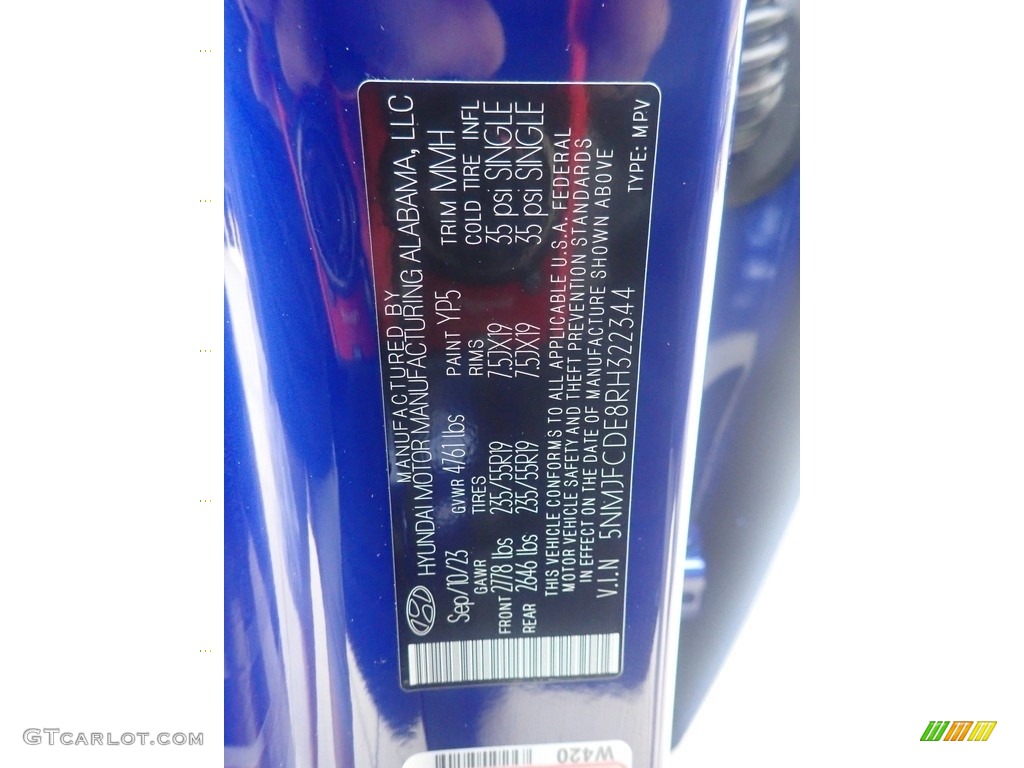 MANUFACTURED BY
HYUNDAI MOTOR MANUFACTURING ALABAMA, LLC
Sep/10/23 GVWR 4761 lbs PAINT YP5 TRIM MMH
GAWR TIRES RIMS COLD TIRE INFL
FRONT 2778 lbs 235/55R19 7.5JX19 35 psi SINGLE
REAR 2646 lbs 235/55R19 7.5JX19 35 psi SINGLE
THIS VEHICLE CONFORMS TO ALL APPLICABLE U.S.A. FEDERAL
MOTOR VEHICLE SAFETY AND THEFT PREVENTION STANDARDS
IN EFFECT ON THE DATE OF MANUFACTURE SHOWN ABOVE
V.I.N 5NMJFCDE8RH322344
TYPE: MPV
W420
GTCARLOT.COM